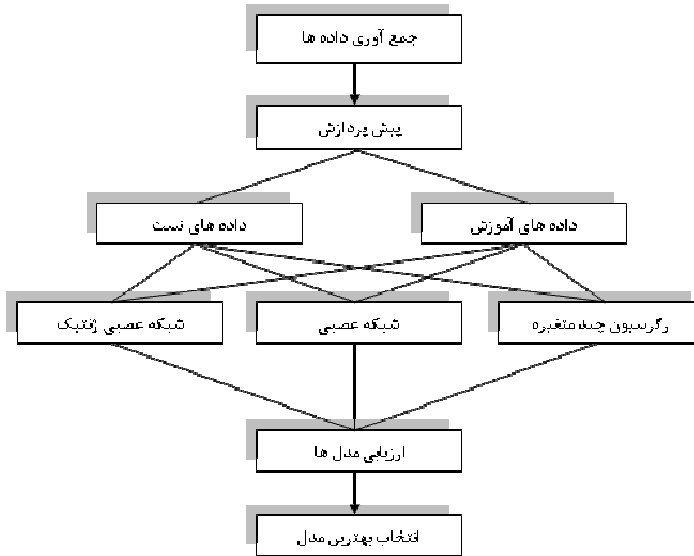 جمع آوری داده ها
پیش پردازش
داده های آموزش
داده های تست
رگرسیون چند متغیره
شبکه عصبی
شبکه عصبی ژنتیک
ارزیابی مدل ها
انتخاب بهترین مدل